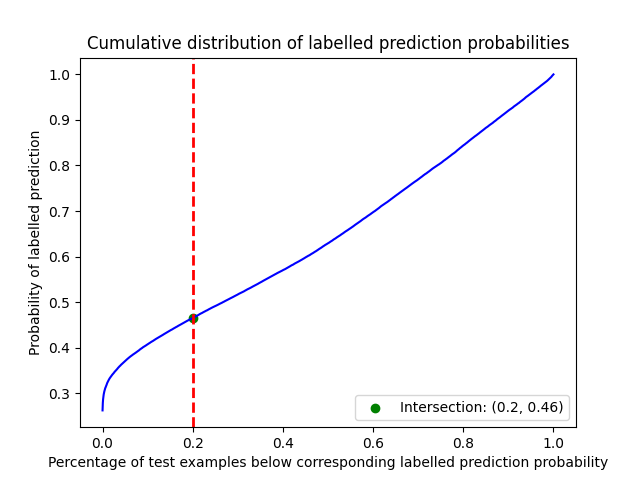 Cumulative distribution of labelled prediction probabilities
Probability of labelled prediction
1.0
0.9
0.8
0.7
0.6
0.5
0.4
0.3
Intersection: (0.2, 0.46)
0.0 0.2 0.4 0.6 0.8 1.0
Percentage of test examples below corresponding labelled prediction probability